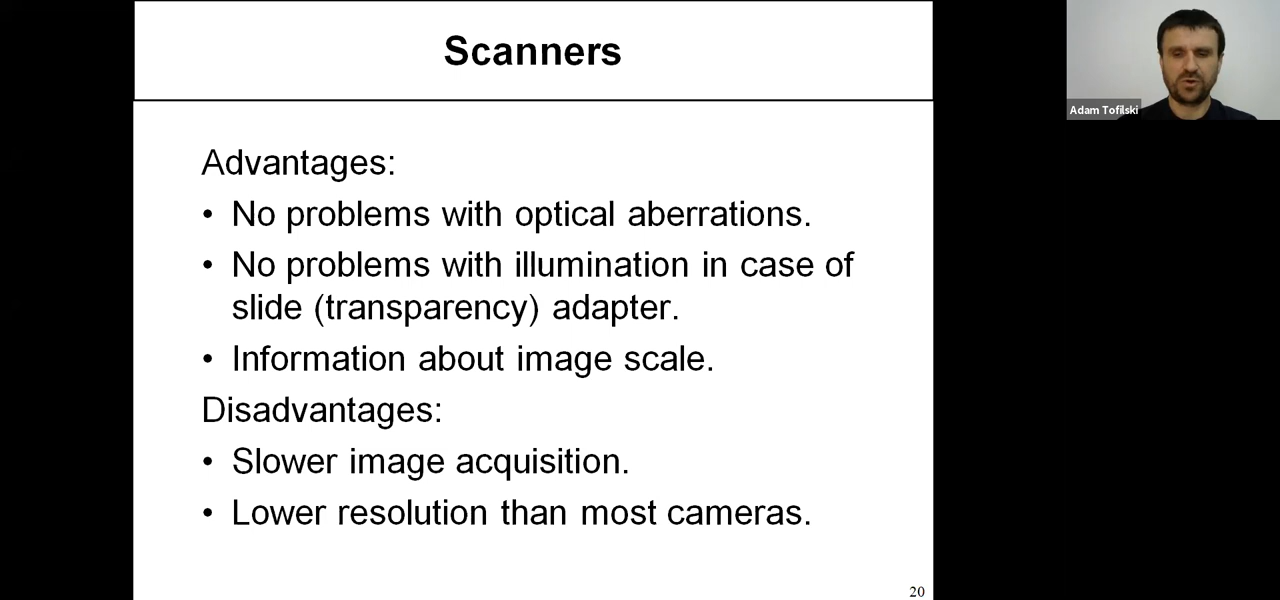 Scanners
Adam Tofilski
Advantages:
• No problems with optical aberrations.
• No problems with illumination in case of
slide (transparency) adapter.
• Information about image scale.
Disadvantages:
• Slower image acquisition.
• Lower resolution than most cameras.
20